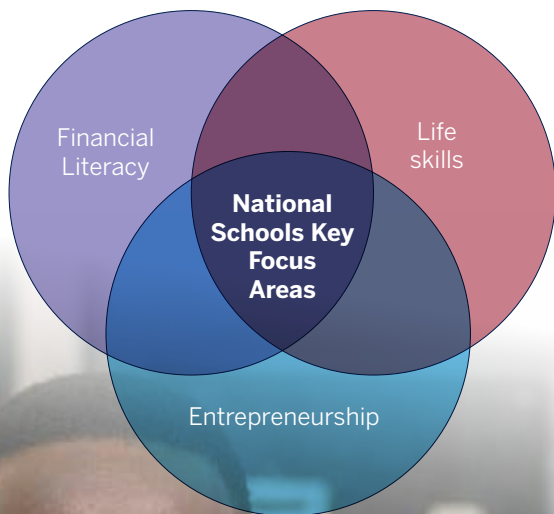 Financial
Literacy
Life
skills
National
Schools Key
Focus
Areas
Entrepreneurship